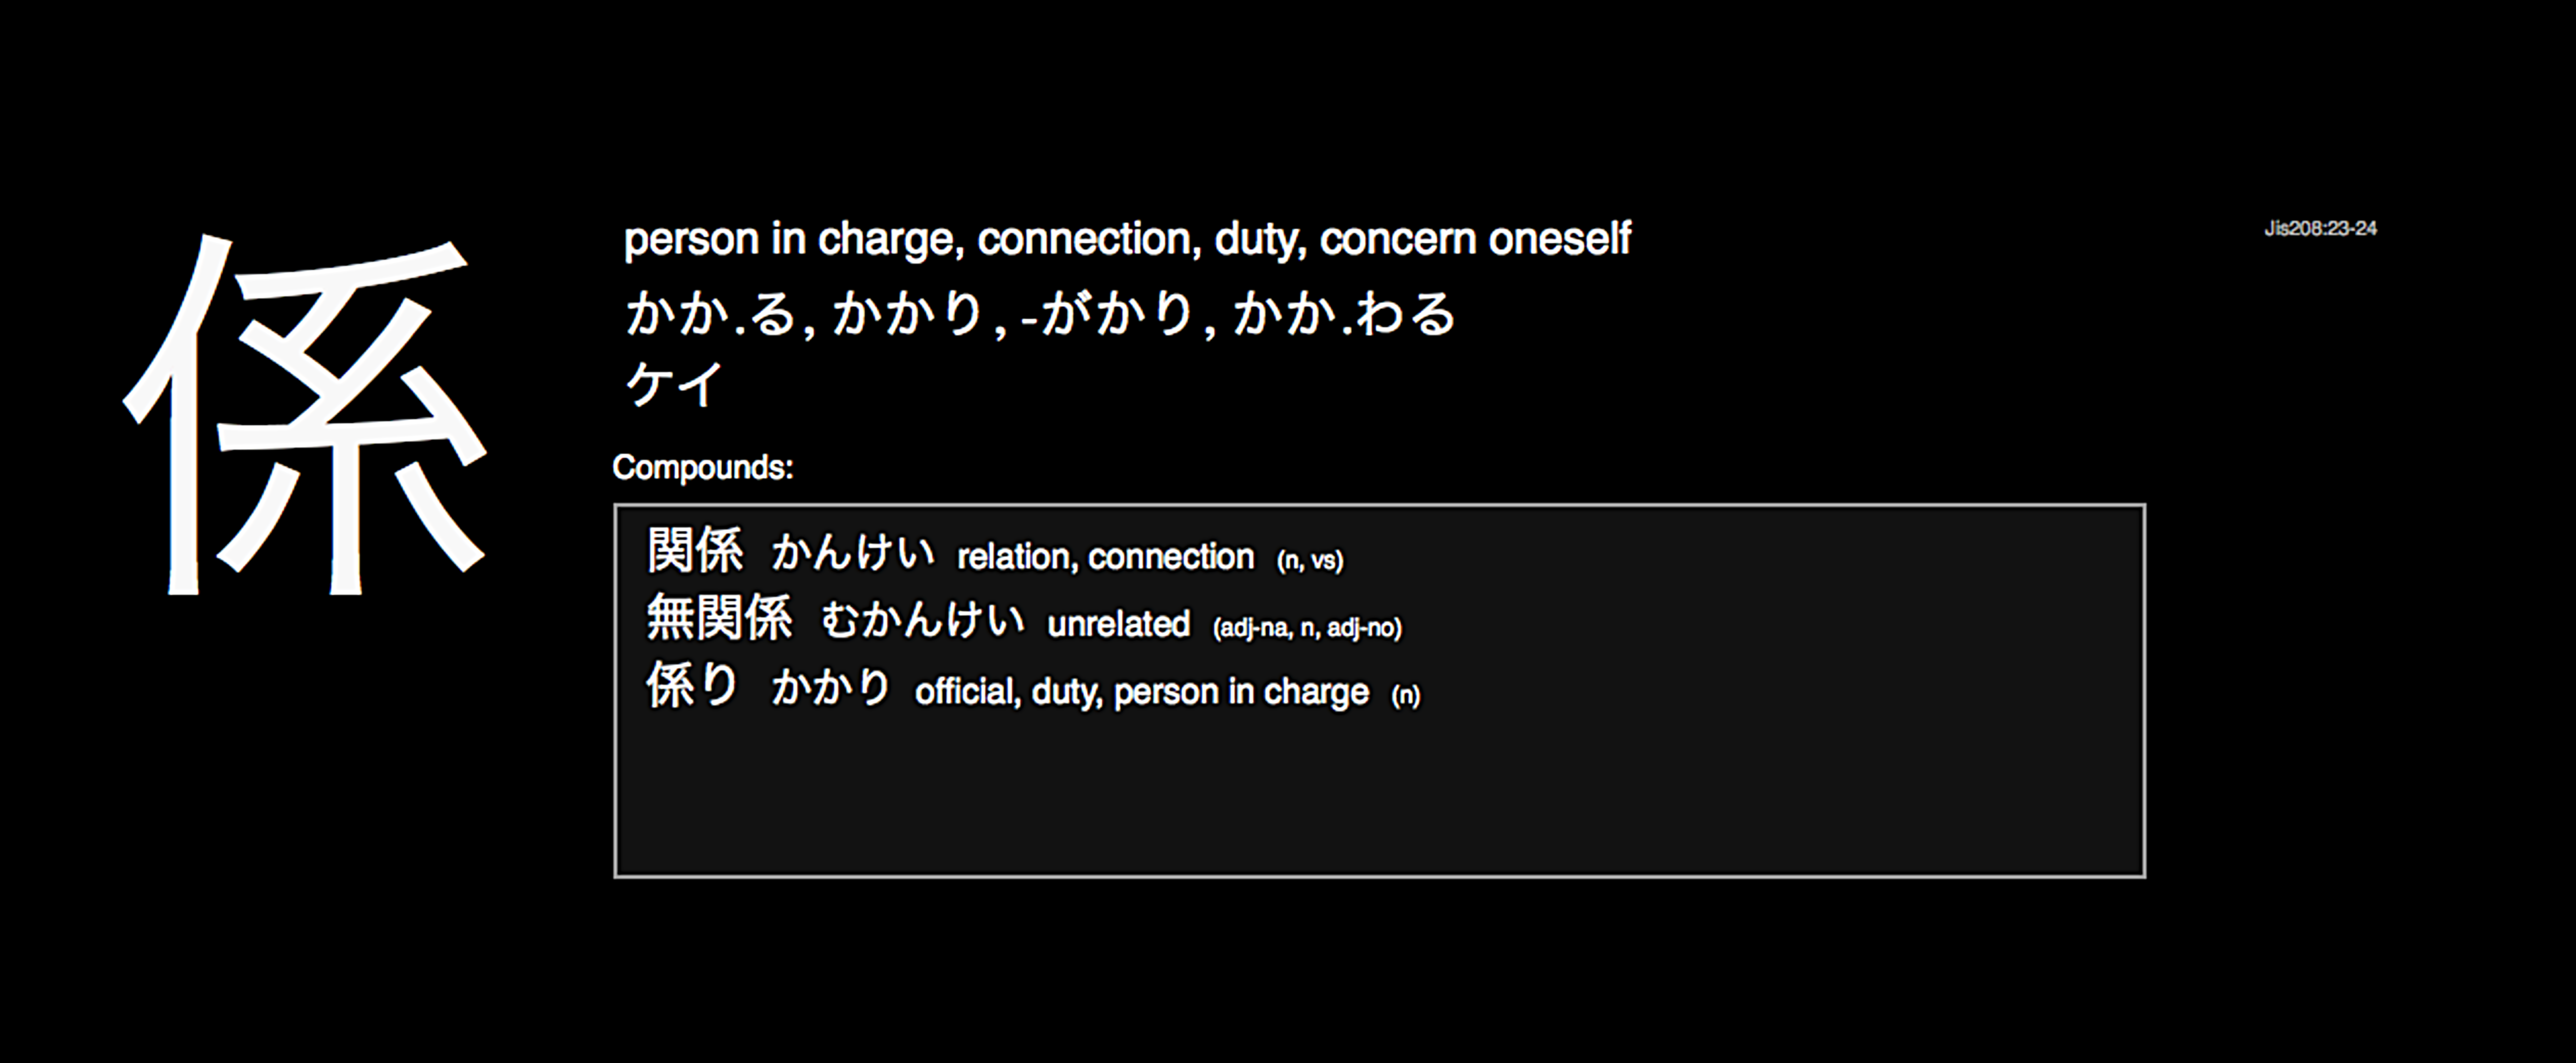 係
person in charge, connection, duty, concern oneself
Jis208:23-24
かか.る, かかり, -がかり, かか.わる
ケイ
Compounds:
関係 かんけい relation, connection (n, vs)
無関係 むかんけい unrelated (adj-na, n, adj-no)
係り かかり official, duty, person in charge (n)